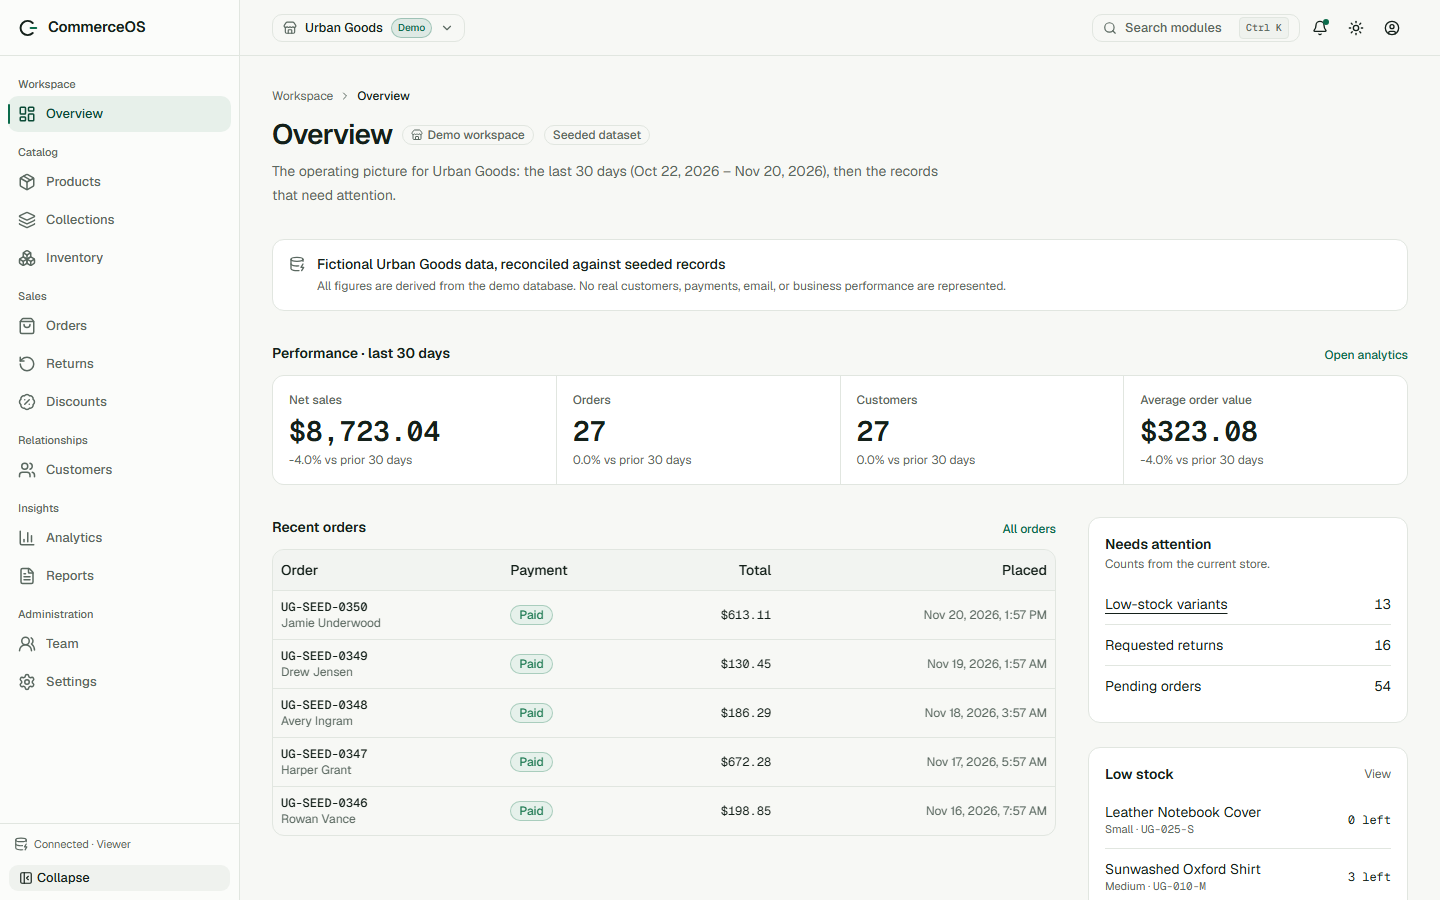 CommerceOS
Urban Goods
Demo
Search modules
Ctrl K
Workspace
Overview
Catalog
Products
Collections
Inventory
Sales
Orders
Returns
Discounts
Relationships
Customers
Insights
Analytics
Reports
Administration
Team
Settings
Connected · Viewer
Collapse
Workspace > Overview
Overview
Demo workspace
Seeded dataset
The operating picture for Urban Goods: the last 30 days (Oct 22, 2026 – Nov 20, 2026), then the records
that need attention.
Fictional Urban Goods data, reconciled against seeded records
All figures are derived from the demo database. No real customers, payments, email, or business performance are represented.
Performance · last 30 days
Open analytics
Net sales
$8,723.04
-4.0% vs prior 30 days
Orders
27
0.0% vs prior 30 days
Customers
27
0.0% vs prior 30 days
Average order value
$323.08
-4.0% vs prior 30 days
Recent orders
All orders
Order Payment Total Placed
UG-SEED-0350
Jamie Underwood
Paid
$613.11
Nov 20, 2026, 1:57 PM
UG-SEED-0349
Drew Jensen
Paid
$130.45
Nov 19, 2026, 1:57 AM
UG-SEED-0348
Avery Ingram
Paid
$186.29
Nov 18, 2026, 3:57 AM
UG-SEED-0347
Harper Grant
Paid
$672.28
Nov 17, 2026, 5:57 AM
UG-SEED-0346
Rowan Vance
Paid
$198.85
Nov 16, 2026, 7:57 AM
Needs attention
Counts from the current store.
Low-stock variants 13
Requested returns 16
Pending orders 54
Low stock
View
Leather Notebook Cover
Small · UG-025-S
0 left
Sunwashed Oxford Shirt
Medium · UG-010-M
3 left